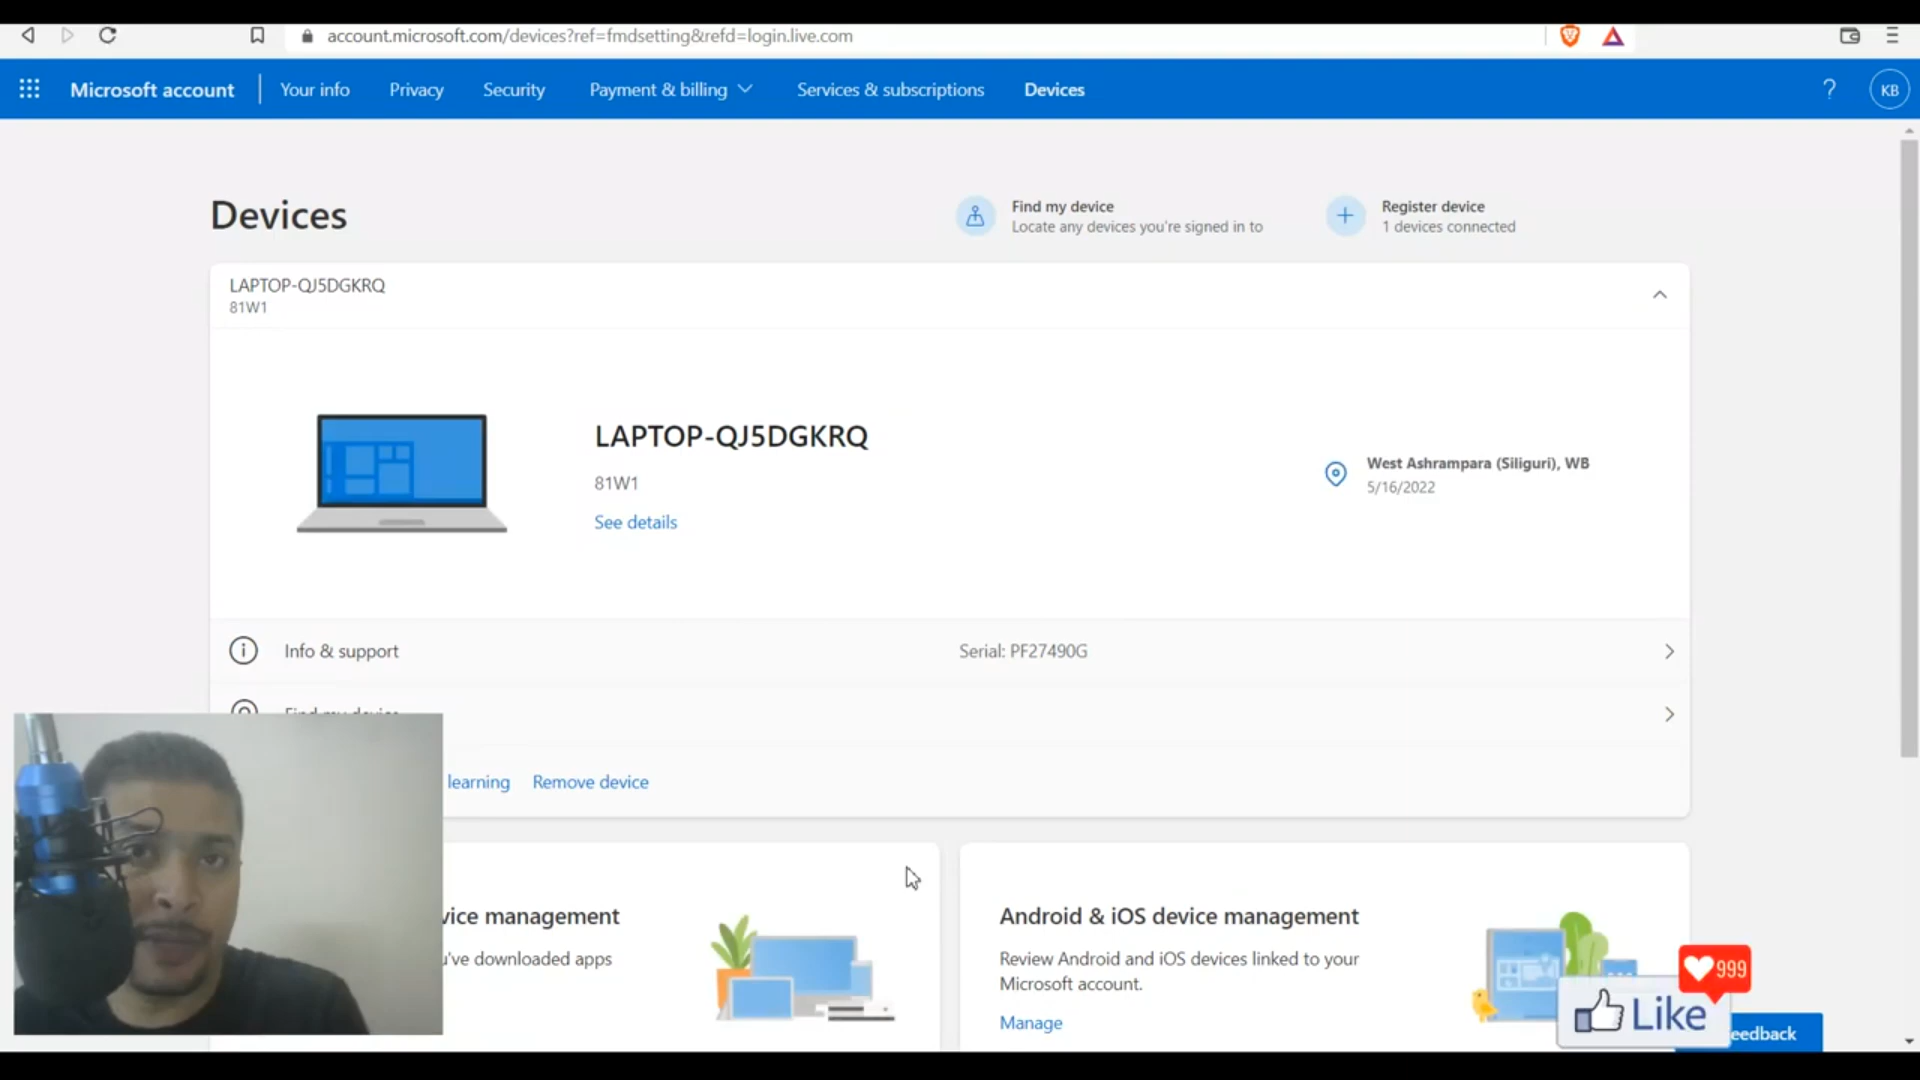 account.microsoft.com/devices?ref=fmdsetting&refd=login.live.com
Microsoft account
Your info
Privacy
Security
Payment & billing
Services & subscriptions
Devices
?
KB
Devices
Find my device
Locate any devices you're signed in to
Register device
1 devices connected
LAPTOP-QJ5DGKRQ
81W1
LAPTOP-QJ5DGKRQ
81W1
See details
West Ashrampara (Siliguri), WB
5/16/2022
Info & support
Serial: PF27490G
Find my device
learning
Remove device
vice management
u've downloaded apps
Android & iOS device management
Review Android and iOS devices linked to your
Microsoft account.
Manage
999
Like
eedback